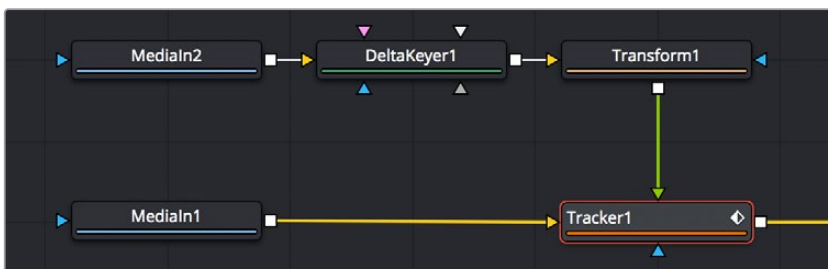 MediaIn2
DeltaKeyer1
Transform1
MediaIn1
Tracker1